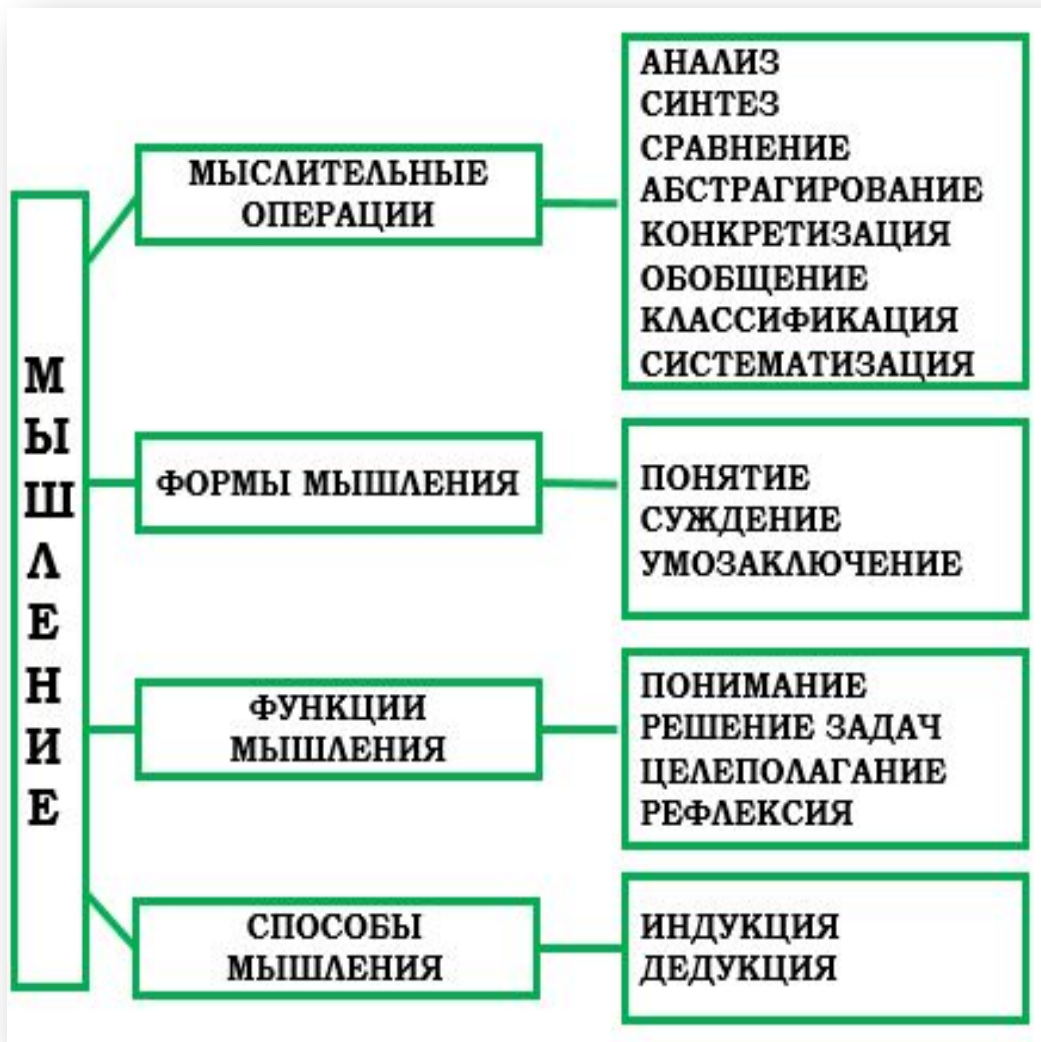 МЫШЛЕНИЕ
МЫСЛИТЕЛЬНЫЕ
ОПЕРАЦИИ
АНАЛИЗ
СИНТЕЗ
СРАВНЕНИЕ
АБСТРАГИРОВАНИЕ
КОНКРЕТИЗАЦИЯ
ОБОБЩЕНИЕ
КЛАССИФИКАЦИЯ
СИСТЕМАТИЗАЦИЯ
ФОРМЫ МЫШЛЕНИЯ
ПОНЯТИЕ
СУЖДЕНИЕ
УМОЗАКЛЮЧЕНИЕ
ФУНКЦИИ
МЫШЛЕНИЯ
ПОНИМАНИЕ
РЕШЕНИЕ ЗАДАЧ
ЦЕЛЕПОЛАГАНИЕ
РЕФЛЕКСИЯ
СПОСОБЫ
МЫШЛЕНИЯ
ИНДУКЦИЯ
ДЕДУКЦИЯ